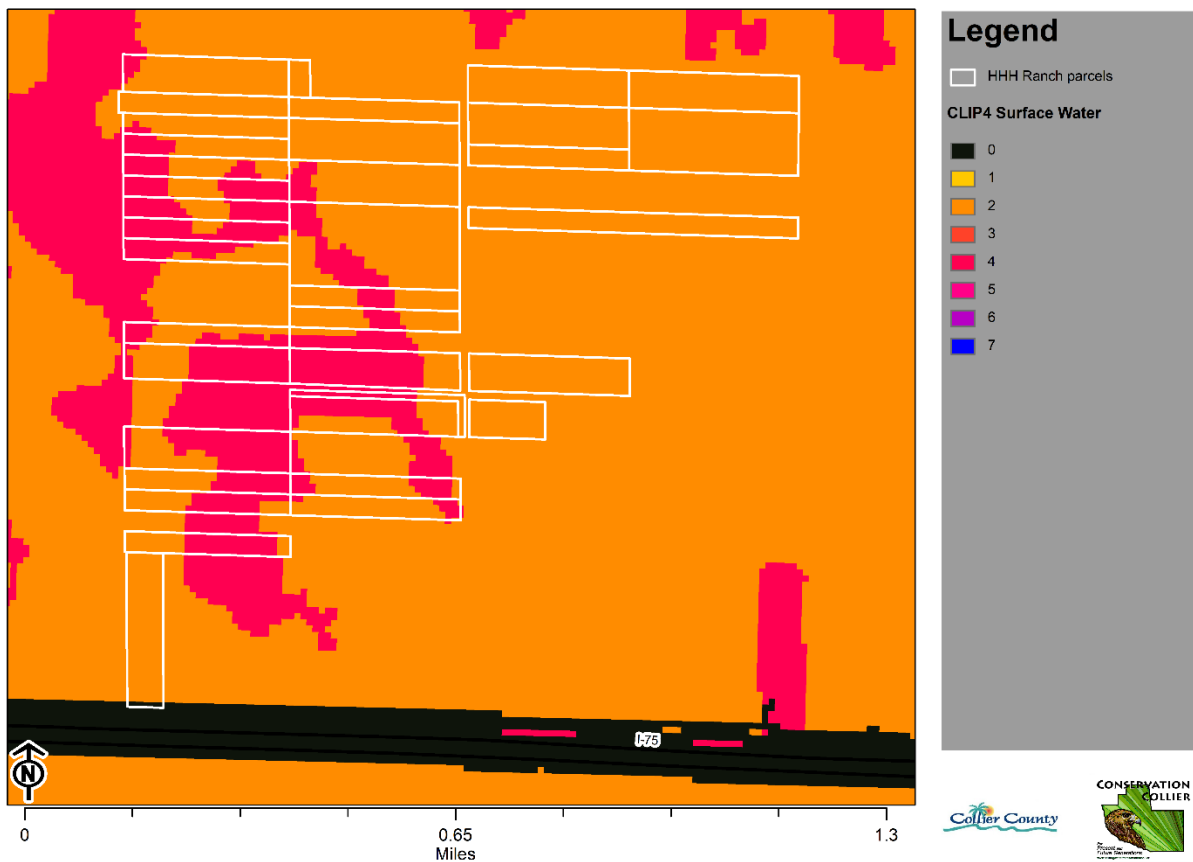 Legend
HHH Ranch parcels
CLIP4 Surface Water
0
1
2
3
4
5
6
7
I-75
N
0
0.65
1.3
Miles
Collier County
CONSERVATION
COLLIER